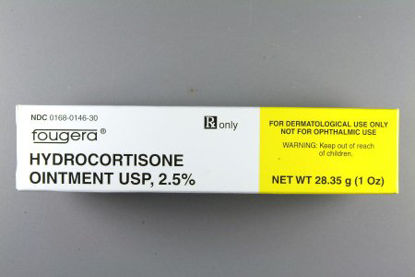 NDC 0168-0146-30
fougera®
HYDROCORTISONE
OINTMENT USP, 2.5%
Rx only
FOR DERMATOLOGICAL USE ONLY
NOT FOR OPHTHALMIC USE
WARNING: Keep out of reach
of children.
NET WT 28.35 g (1 Oz)